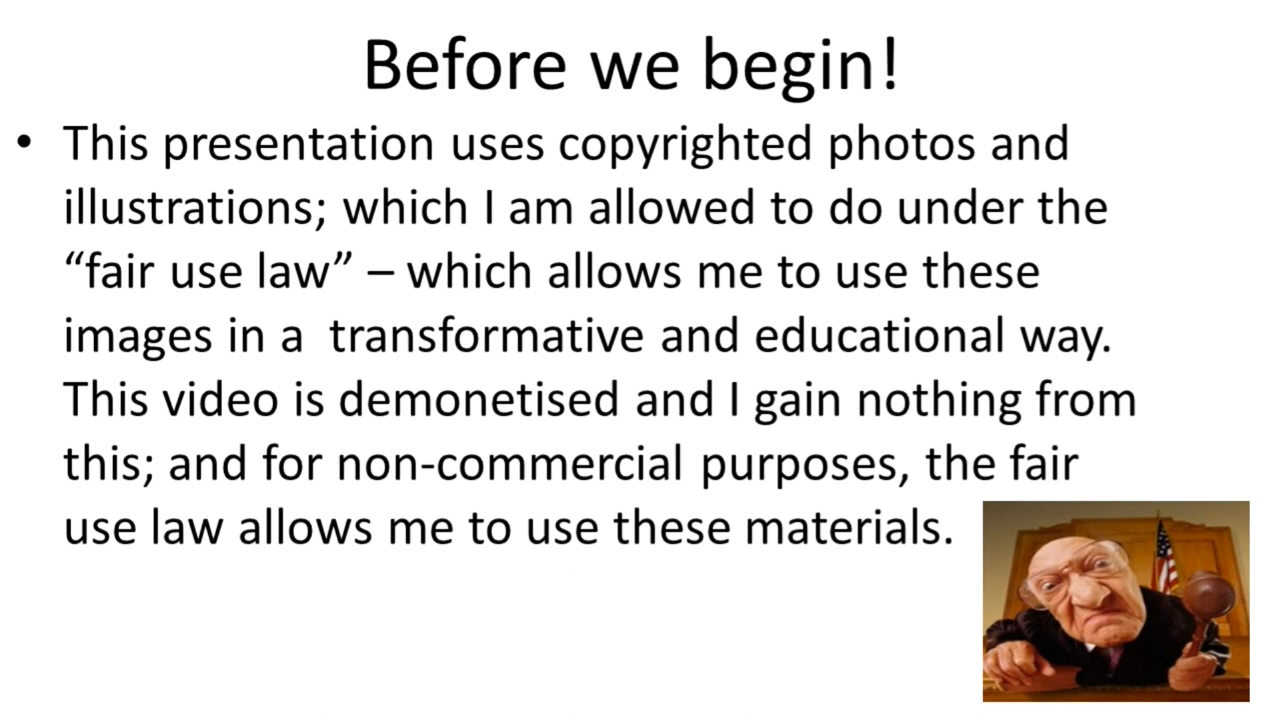 Before we begin!
• This presentation uses copyrighted photos and
illustrations; which I am allowed to do under the
“fair use law” – which allows me to use these
images in a  transformative and educational way.
This video is demonetised and I gain nothing from
this; and for non-commercial purposes, the fair
use law allows me to use these materials.